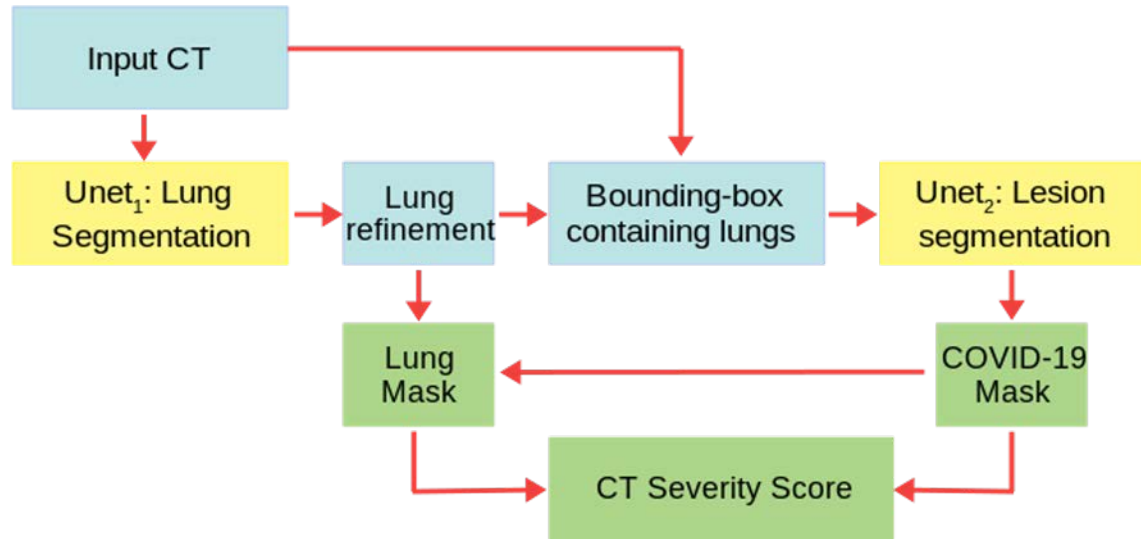 Input CT
Unet₁: Lung
Segmentation
Lung
refinement
Bounding-box
containing lungs
Unet₂: Lesion
segmentation
Lung
Mask
COVID-19
Mask
CT Severity Score